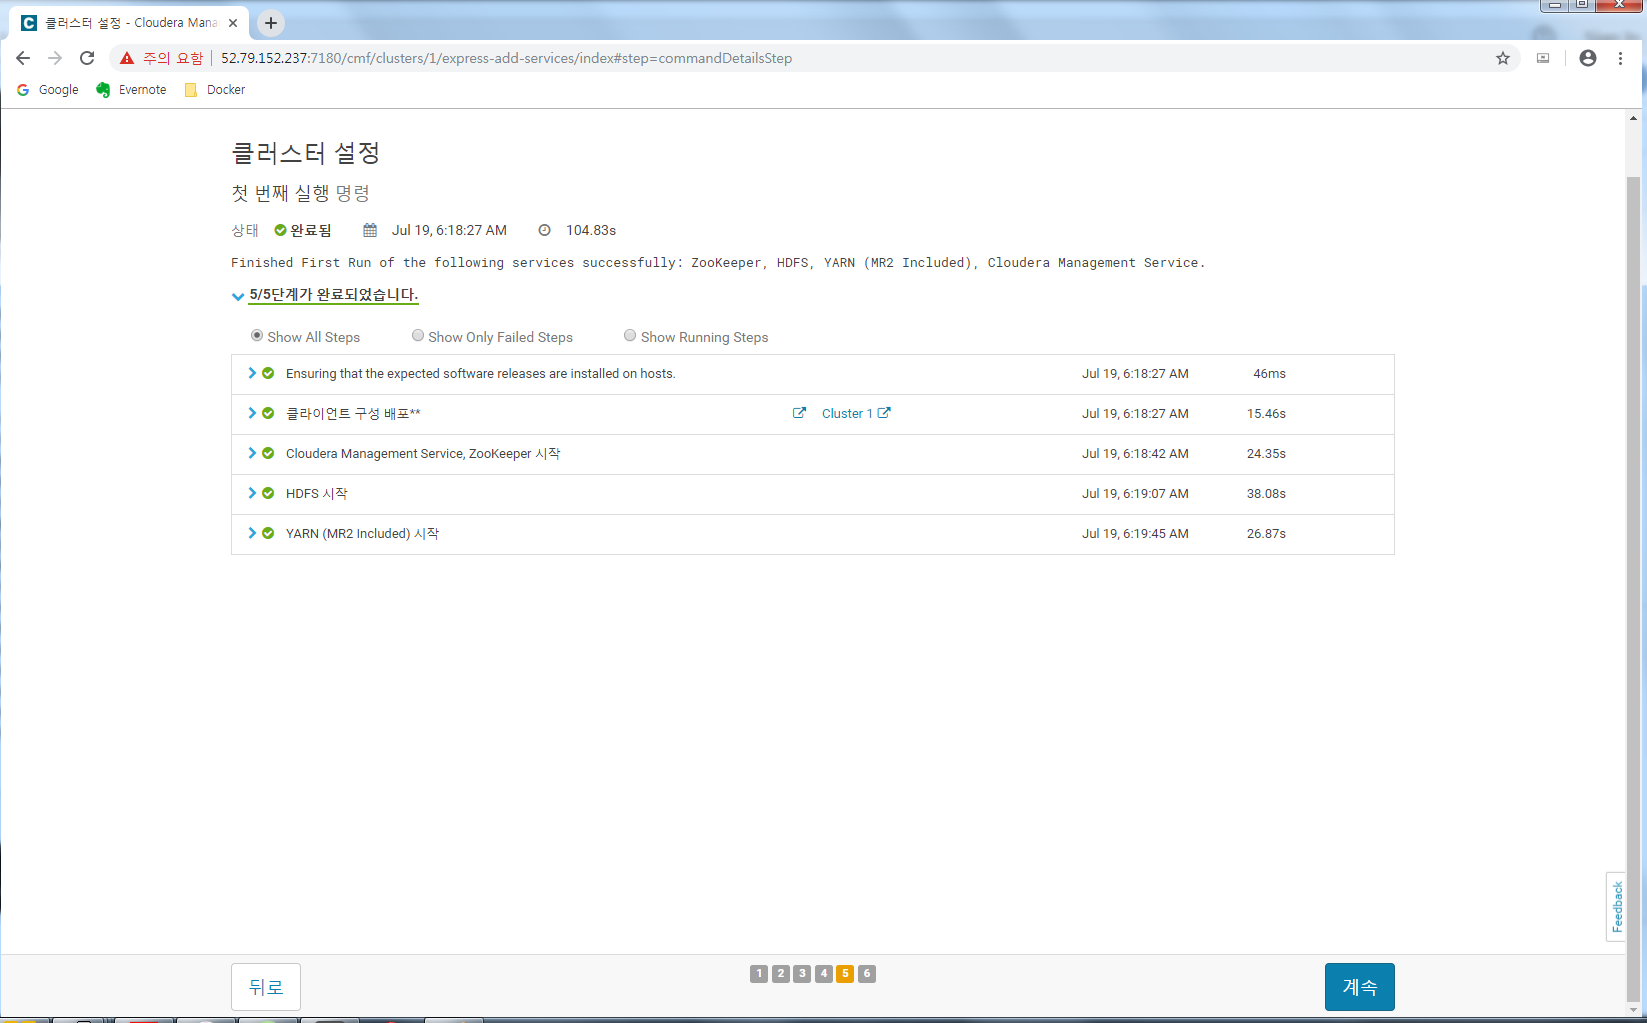 클러스터 설정 - Cloudera Mana
주의 요함 52.79.152.237:7180/cmf/clusters/1/express-add-services/index#step=commandDetailsStep
Google Evernote Docker
클러스터 설정
첫 번째 실행 명령
상태 완료됨 Jul 19, 6:18:27 AM 104.83s
Finished First Run of the following services successfully: ZooKeeper, HDFS, YARN (MR2 Included), Cloudera Management Service.
5/5단계가 완료되었습니다.
Show All Steps Show Only Failed Steps Show Running Steps
Ensuring that the expected software releases are installed on hosts. Jul 19, 6:18:27 AM 46ms
클라이언트 구성 배포** Cluster 1 Jul 19, 6:18:27 AM 15.46s
Cloudera Management Service, ZooKeeper 시작 Jul 19, 6:18:42 AM 24.35s
HDFS 시작 Jul 19, 6:19:07 AM 38.08s
YARN (MR2 Included) 시작 Jul 19, 6:19:45 AM 26.87s
Feedback
뒤로 1 2 3 4 5 6 계속